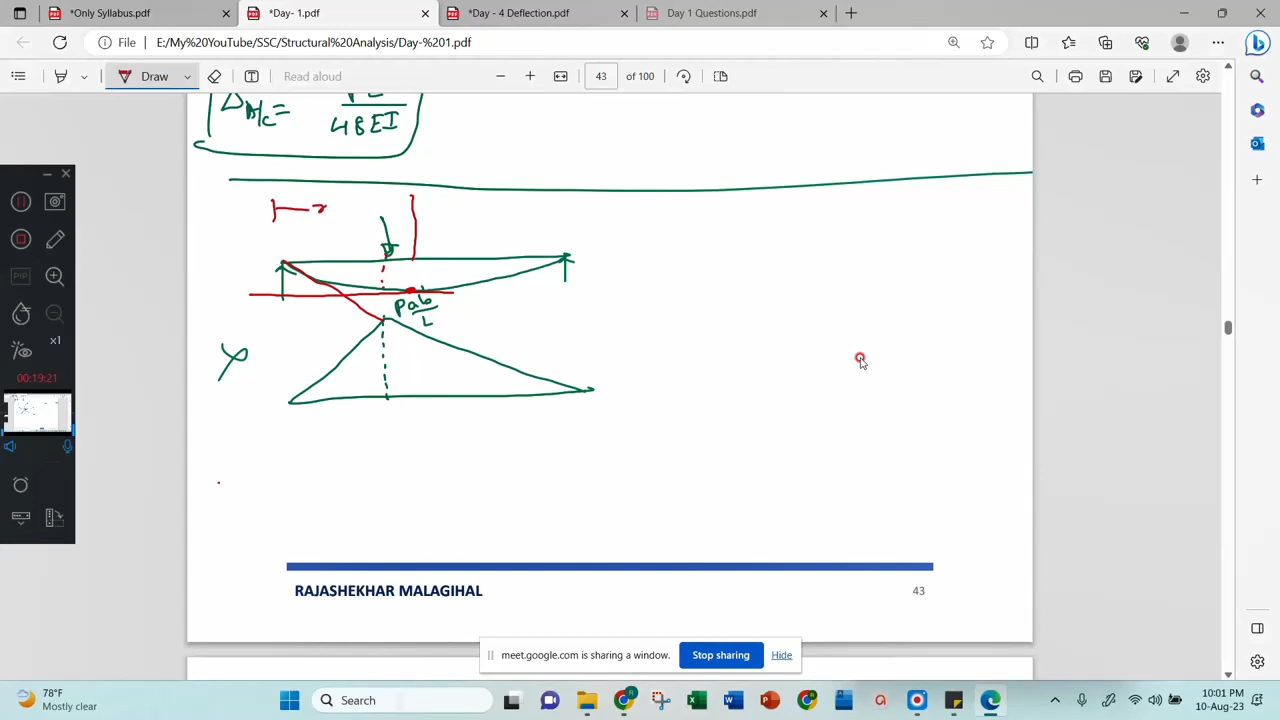 *Only Syllabus.pdf
*Day- 1.pdf
*Day - 4 Deflection.pdf
Day 1 Questions.pdf
File
E:/My%20YouTube/SSC/Structural%20Analysis/Day-%201.pdf
Draw
Read aloud
43
of 100
Δ A/C =
48EI
x
Pab
L
x1
00:19:21
RAJASHEKHAR MALAGIHAL
43
meet.google.com is sharing a window.
Stop sharing
Hide
78°F
Mostly clear
Search
10:01 PM
10-Aug-23